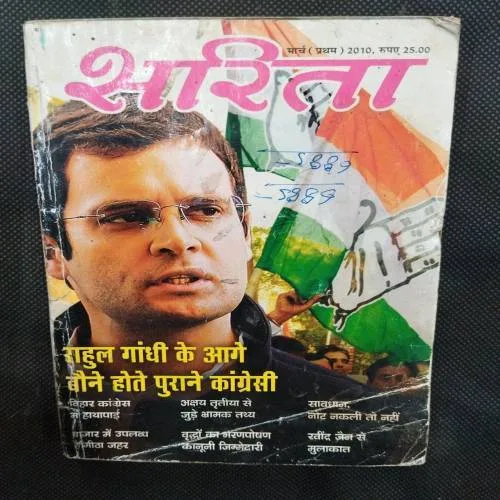 मार्च ( प्रथम ) 2010, रुपए 25.00
सरिता
राहुल गांधी के आगे
बौने होते पुराने कांग्रेसी
बिहार कांग्रेस
में हाथापाई
अक्षय तृतीया से
जुड़े भ्रामक तथ्य
सावधान,
नोट नकली तो नहीं
बाजार में उपलब्ध
जहर
वृद्धों का भरणपोषण
कानूनी जिम्मेदारी
रवींद्र जैन से
मुलाकात